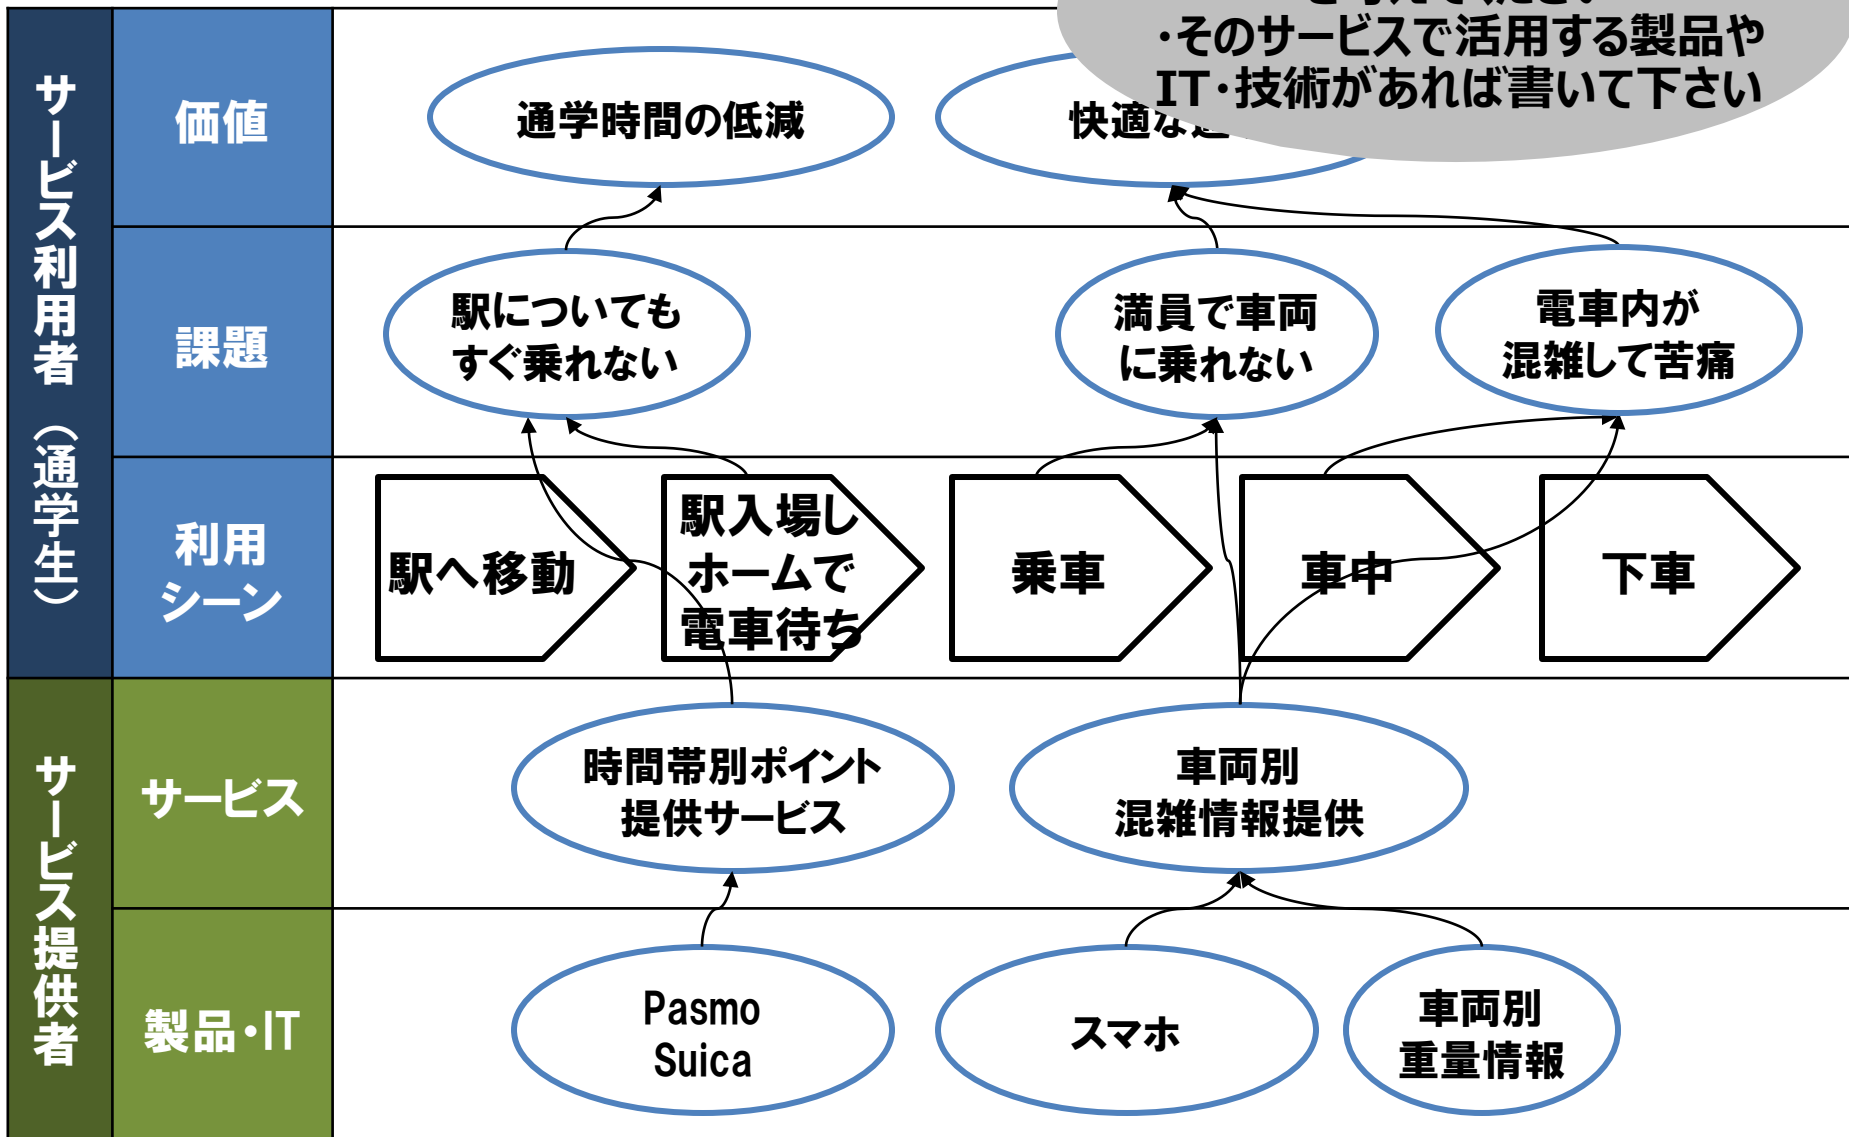 ・そのサービスで活用する製品や
IT・技術があれば書いて下さい
サービス利用者(通学生)
価値
通学時間の低減
快適な
課題
駅についても
すぐ乗れない
満員で車両
に乗れない
電車内が
混雑して苦痛
利用
シーン
駅へ移動
駅入場し
ホームで
電車待ち
乗車
車中
下車
サービス提供者
サービス
時間帯別ポイント
提供サービス
車両別
混雑情報提供
製品・IT
Pasmo
Suica
スマホ
車両別
重量情報